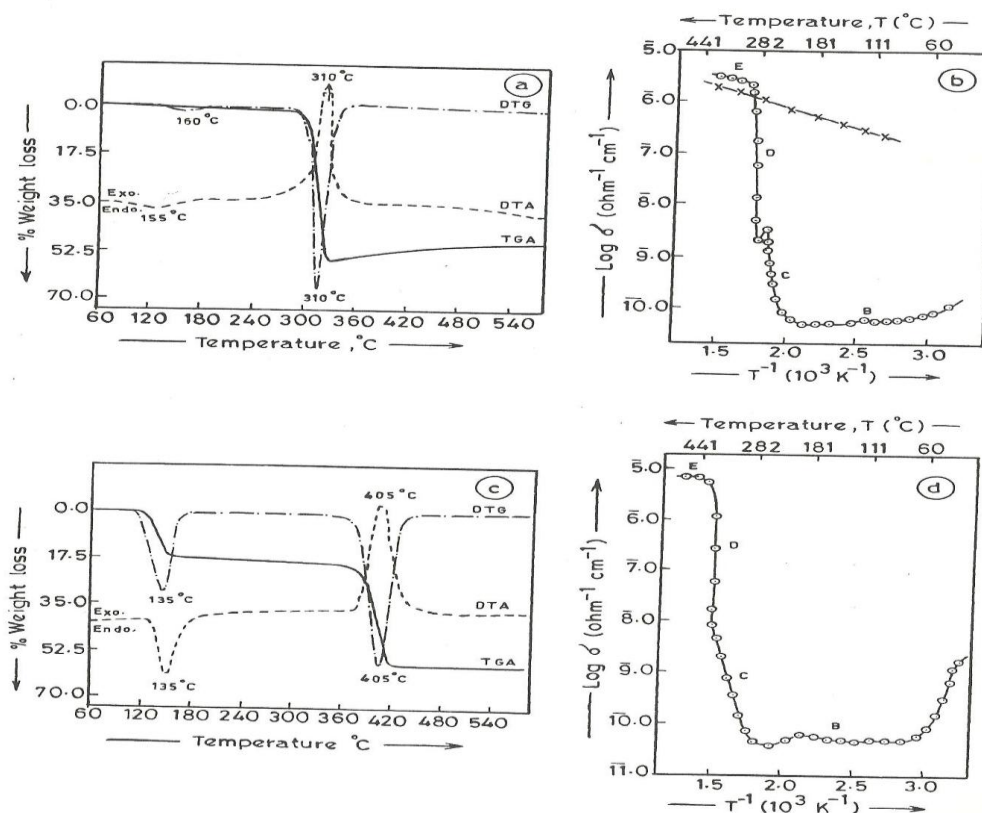 a
310°C
DTG
0.0
160°C
17.5
35.0
Exo.
Endo.
155°C
DTA
TGA
52.5
70.0
310°C
% Weight loss
60 120 180 240 300 360 420 480 540
Temperature, °C
Temperature, T (°C)
441 282 181 111 60
b
5̄.0
E
6̄.0
7̄.0
D
8̄.0
9̄.0
C
B
1̄0̄.0
Log σ (ohm⁻¹ cm⁻¹)
1.5 2.0 2.5 3.0
T⁻¹ (10³ K⁻¹)
c
405°C
DTG
0.0
17.5
135°C
35.0
Exo.
Endo.
DTA
52.5
TGA
135°C
405°C
70.0
% Weight loss
60 120 180 240 300 360 420 480 540
Temperature °C
Temperature, T (°C)
441 282 181 111 60
d
5̄.0
E
6̄.0
D
7̄.0
8̄.0
9̄.0
C
B
1̄0̄.0
1̄1̄.0
Log σ (ohm⁻¹ cm⁻¹)
1.5 2.0 2.5 3.0
T⁻¹ (10³ K⁻¹)